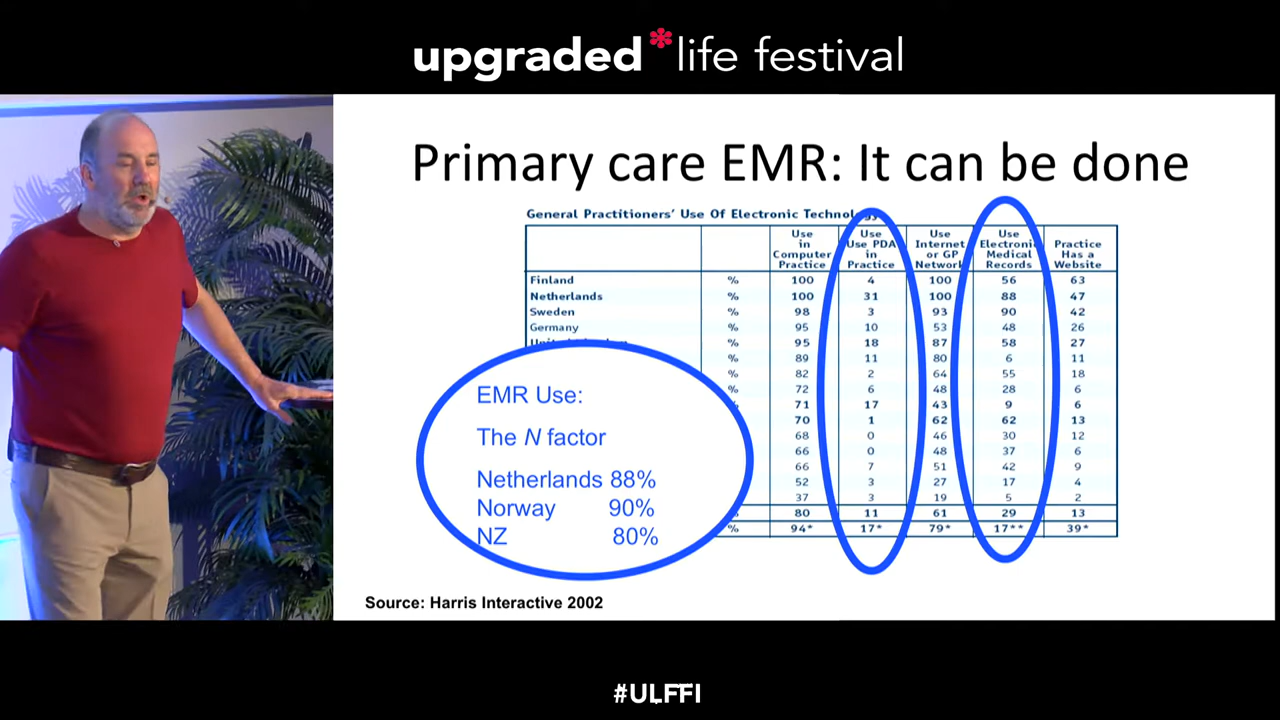 upgraded*life festival
Primary care EMR: It can be done
General Practitioners' Use Of Electronic Technology
Use in Computer Practice
Use Use PDA in Practice
Use Internet or GP Network
Use Electronic Medical Records
Practice Has a Website
Finland % 100 4 100 56 63
Netherlands % 100 31 100 88 47
Sweden % 98 3 93 90 42
Germany % 95 10 53 48 26
% 95 18 87 58 27
% 89 11 80 6 11
% 82 2 64 55 18
% 72 6 48 28 6
% 71 17 43 9 6
70 1 62 62 13
68 0 46 30 12
66 0 48 37 6
66 7 51 42 9
52 3 27 17 4
37 3 19 5 2
% 80 11 61 29 13
% 94* 17* 79* 17** 39*
EMR Use:
The N factor
Netherlands 88%
Norway 90%
NZ 80%
Source: Harris Interactive 2002
#ULFFI